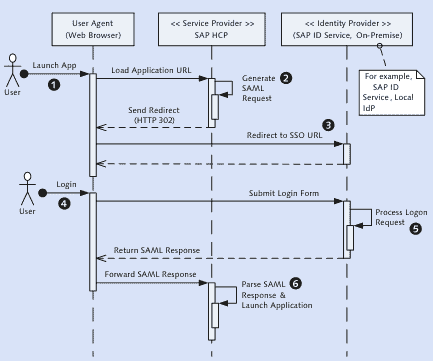 User Agent
(Web Browser)
<< Service Provider >>
SAP HCP
<< Identity Provider >>
(SAP ID Service, On-Premise)
Launch App
1
User
Load Application URL
Generate
SAML
Request
2
For example,
SAP ID
Service, Local
IdP
Send Redirect
(HTTP 302)
3
Redirect to SSO URL
Login
4
User
Submit Login Form
Process Logon
Request
5
Return SAML Response
Forward SAML Response
Parse SAML
Response &
Launch Application
6